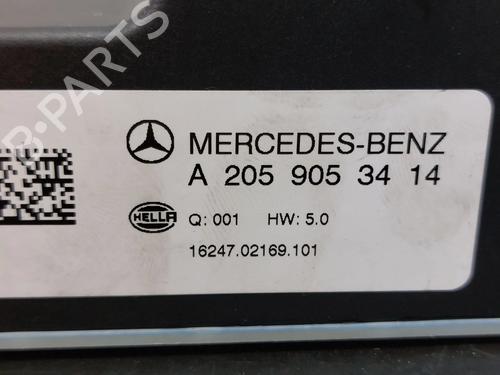 B-PARTS
MERCEDES-BENZ
A 205 905 34 14
HELLA Q: 001 HW: 5.0
16247.02169.101